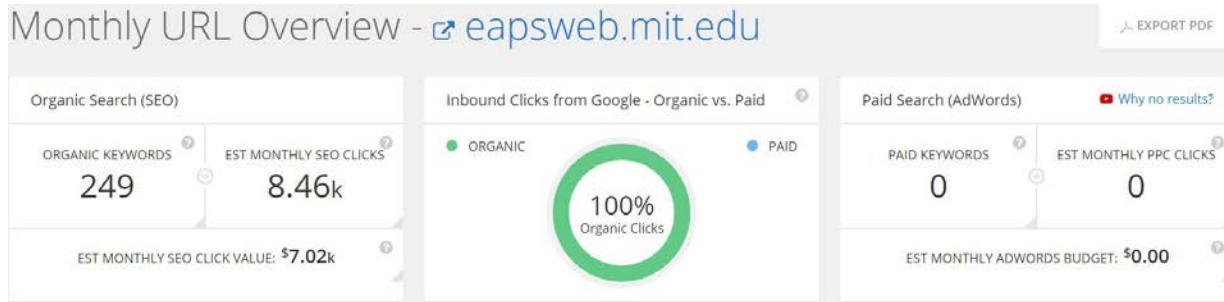 Monthly URL Overview - eapsweb.mit.edu
EXPORT PDF
Organic Search (SEO)
ORGANIC KEYWORDS
249
EST MONTHLY SEO CLICKS
8.46k
EST MONTHLY SEO CLICK VALUE: $7.02k
Inbound Clicks from Google - Organic vs. Paid
ORGANIC
PAID
100%
Organic Clicks
Paid Search (AdWords)
Why no results?
PAID KEYWORDS
0
EST MONTHLY PPC CLICKS
0
EST MONTHLY ADWORDS BUDGET: $0.00